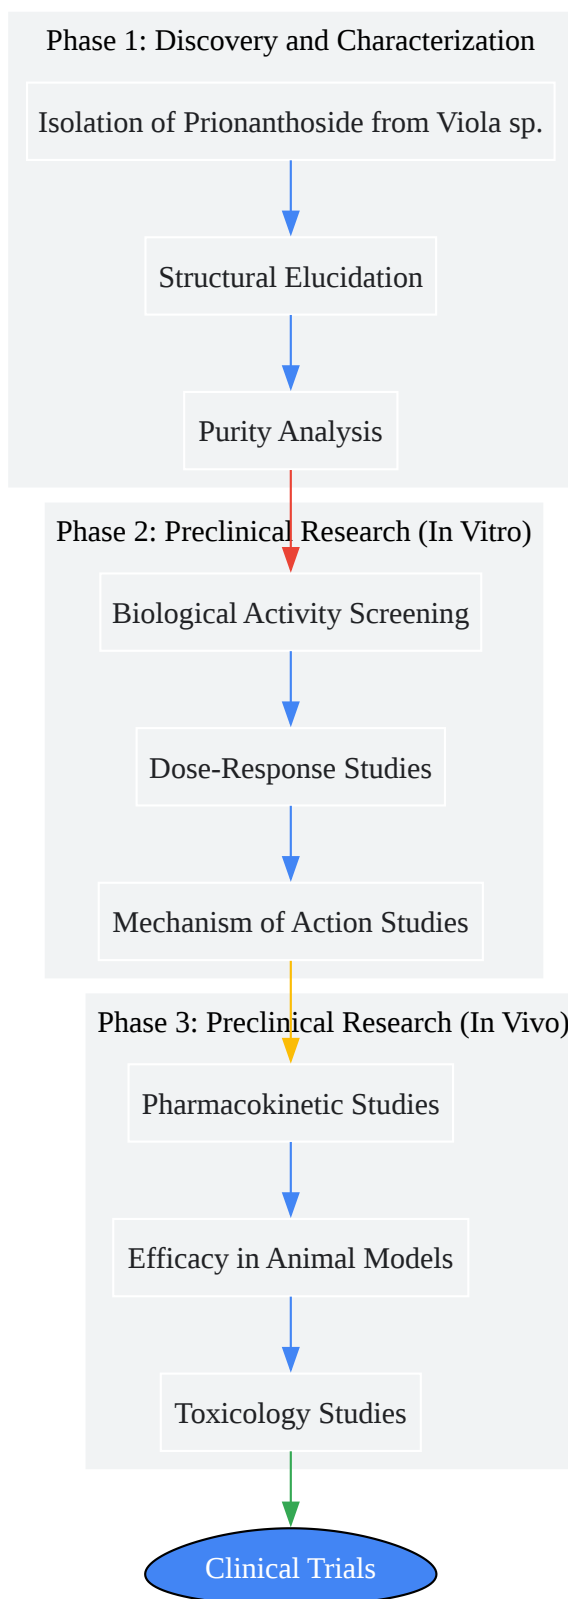 Phase 1: Discovery and Characterization
Isolation of Prionanthoside from Viola sp.
Structural Elucidation
Purity Analysis
Phase 2: Preclinical Research (In Vitro)
Biological Activity Screening
Dose-Response Studies
Mechanism of Action Studies
Phase 3: Preclinical Research (In Vivo)
Pharmacokinetic Studies
Efficacy in Animal Models
Toxicology Studies
Clinical Trials